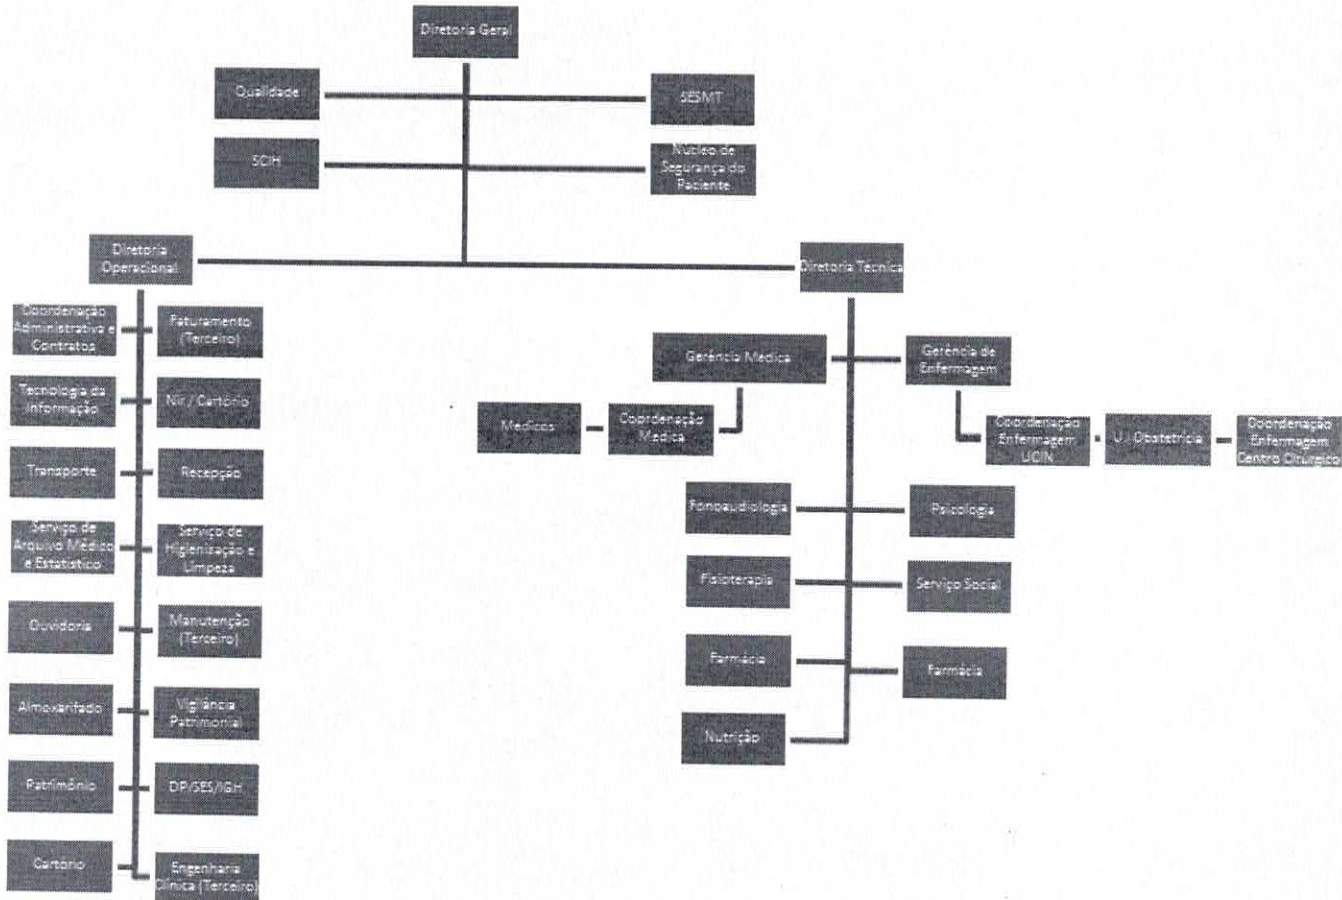 Diretoria Geral
Qualidade
SESMT
SCIH
Núcleo de
Segurança do
Paciente
Diretoria
Operacional
Diretoria Técnica
Coordenação
Administrativa e
Contratos
Faturamento
(Terceiro)
Tecnologia da
Informação
Nir / Cartório
Transporte
Recepção
Serviço de
Arquivo Médico
e Estatístico
Serviço de
Higienização e
Limpeza
Ouvidoria
Manutenção
(Terceiro)
Almoxarifado
Vigilância
Patrimonial
Patrimônio
DP/SES/IGH
Cartório
Engenharia
Clínica (Terceiro)
Gerência Médica
Gerência de
Enfermagem
Médicos
Coordenação
Médica
Coordenação
Enfermagem
UCIN
U.I Obstetrícia
Coordenação
Enfermagem
Centro Cirurgico
Fonoaudiologia
Psicologia
Fisioterapia
Serviço Social
Farmácia
Farmácia
Nutrição